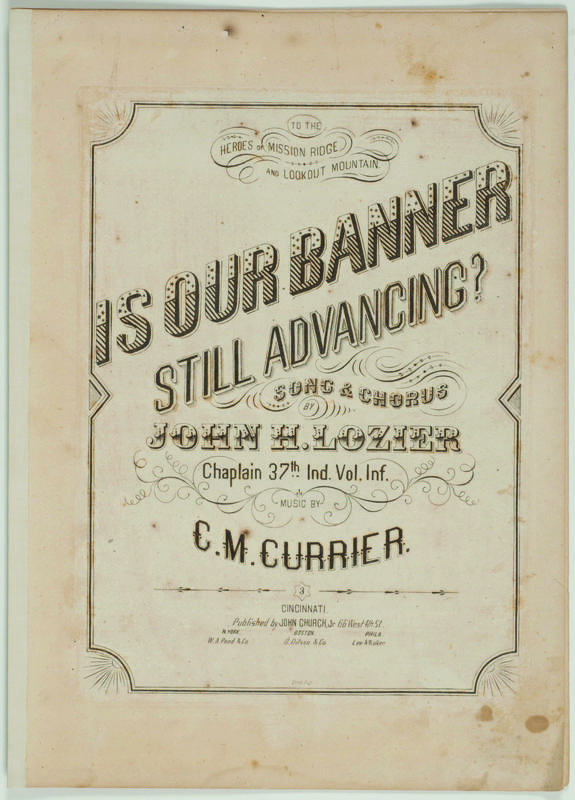 TO THE
HEROES OF MISSION RIDGE
AND LOOKOUT MOUNTAIN
IS OUR BANNER
STILL ADVANCING?
SONG & CHORUS
BY
JOHN H. LOZIER
Chaplain 37th Ind. Vol. Inf.
MUSIC BY
C. M. CURRIER.
3
CINCINNATI
Published by JOHN CHURCH, Jr 66 West 4th St.
N. YORK. BOSTON PHILA
W. A. Pond & Co. O. Ditson & Co. Lee & Walker